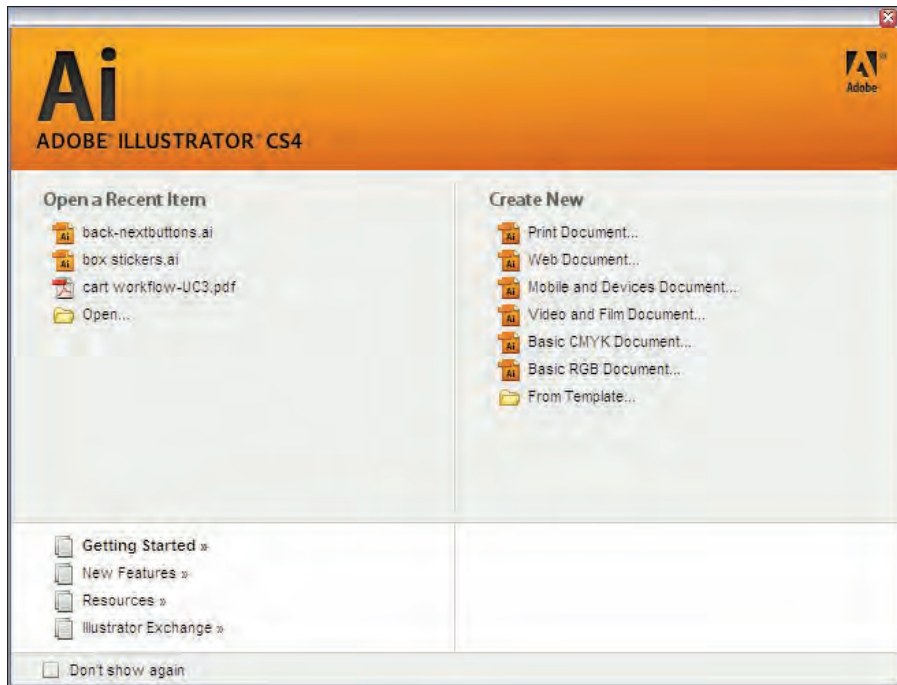 Ai
ADOBE® ILLUSTRATOR® CS4
Adobe
Open a Recent Item
back-nextbuttons.ai
box stickers.ai
cart workflow-UC3.pdf
Open...
Create New
Print Document...
Web Document...
Mobile and Devices Document...
Video and Film Document...
Basic CMYK Document...
Basic RGB Document...
From Template...
Getting Started »
New Features »
Resources »
Illustrator Exchange »
Don't show again